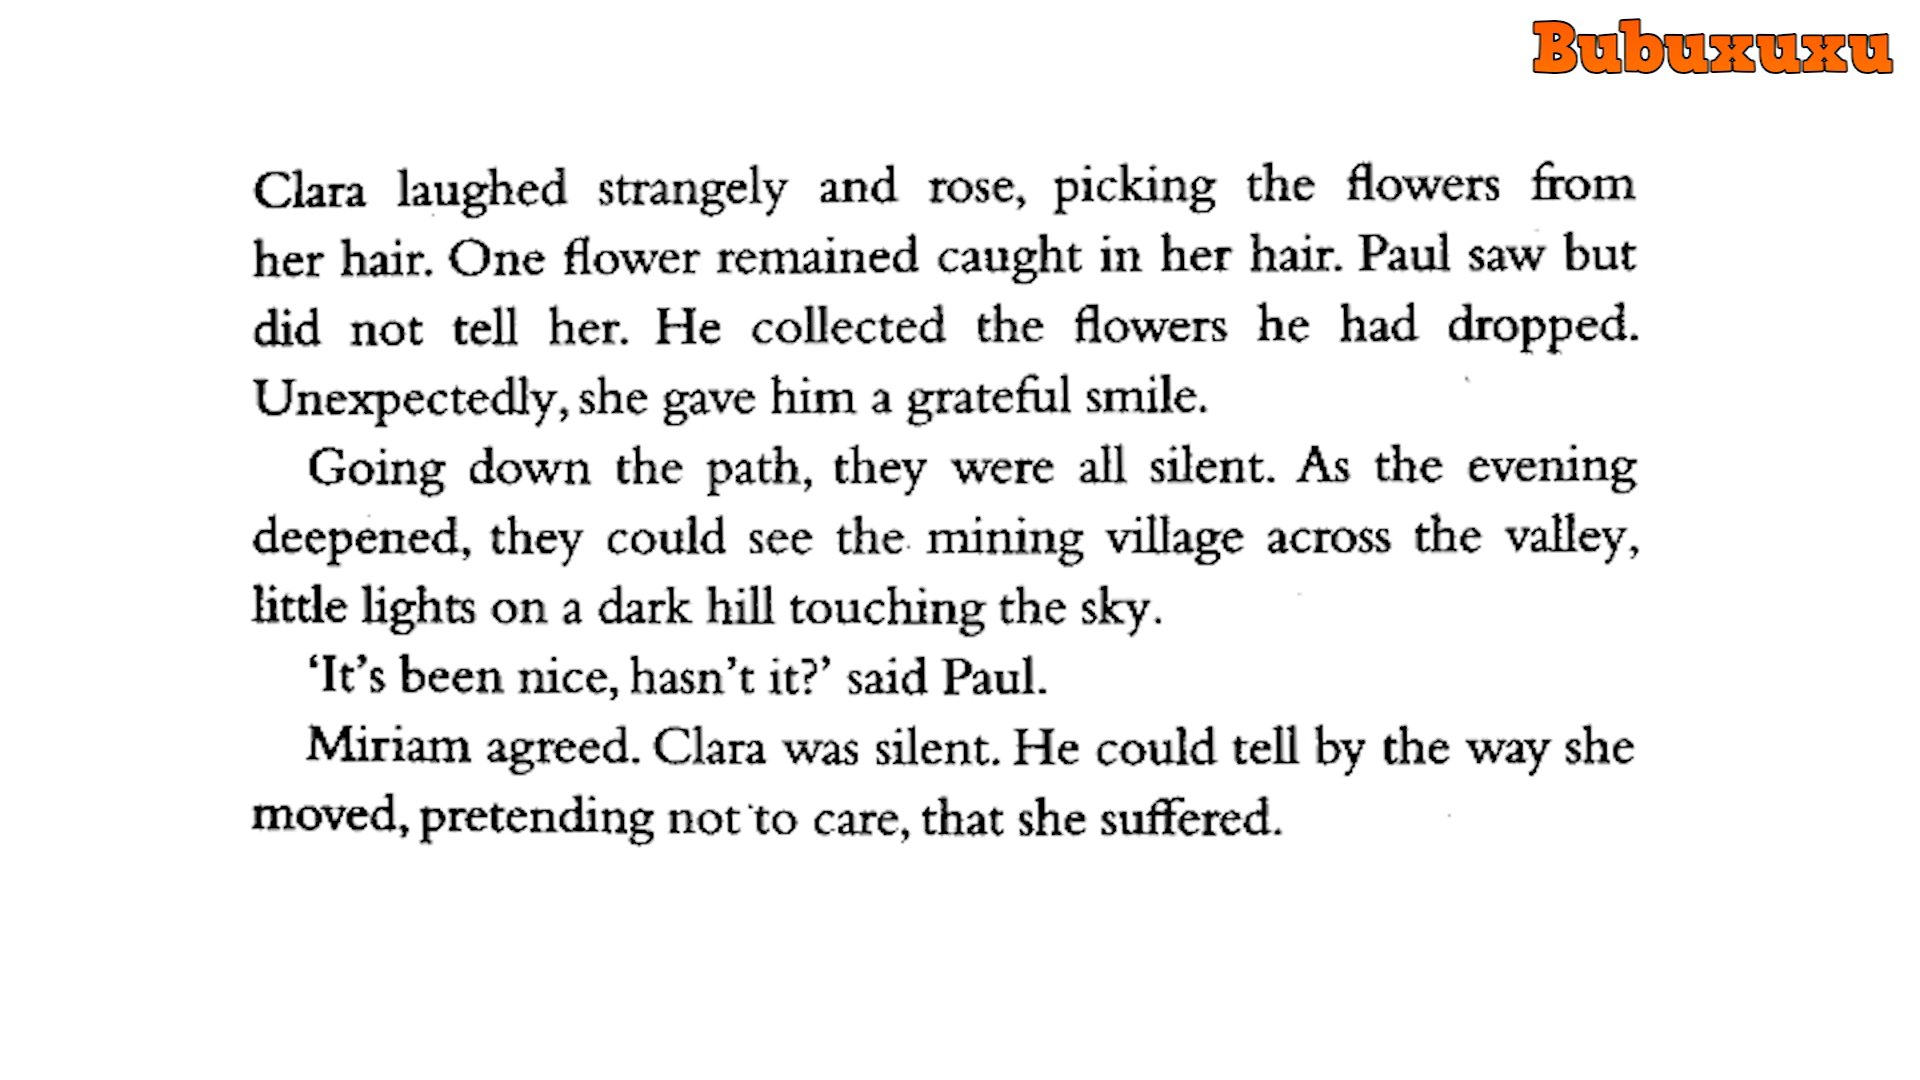 Bubuxuxu
Clara laughed strangely and rose, picking the flowers from
her hair. One flower remained caught in her hair. Paul saw but
did not tell her. He collected the flowers he had dropped.
Unexpectedly, she gave him a grateful smile.
Going down the path, they were all silent. As the evening
deepened, they could see the mining village across the valley,
little lights on a dark hill touching the sky.
‘It’s been nice, hasn’t it?’ said Paul.
Miriam agreed. Clara was silent. He could tell by the way she
moved, pretending not to care, that she suffered.